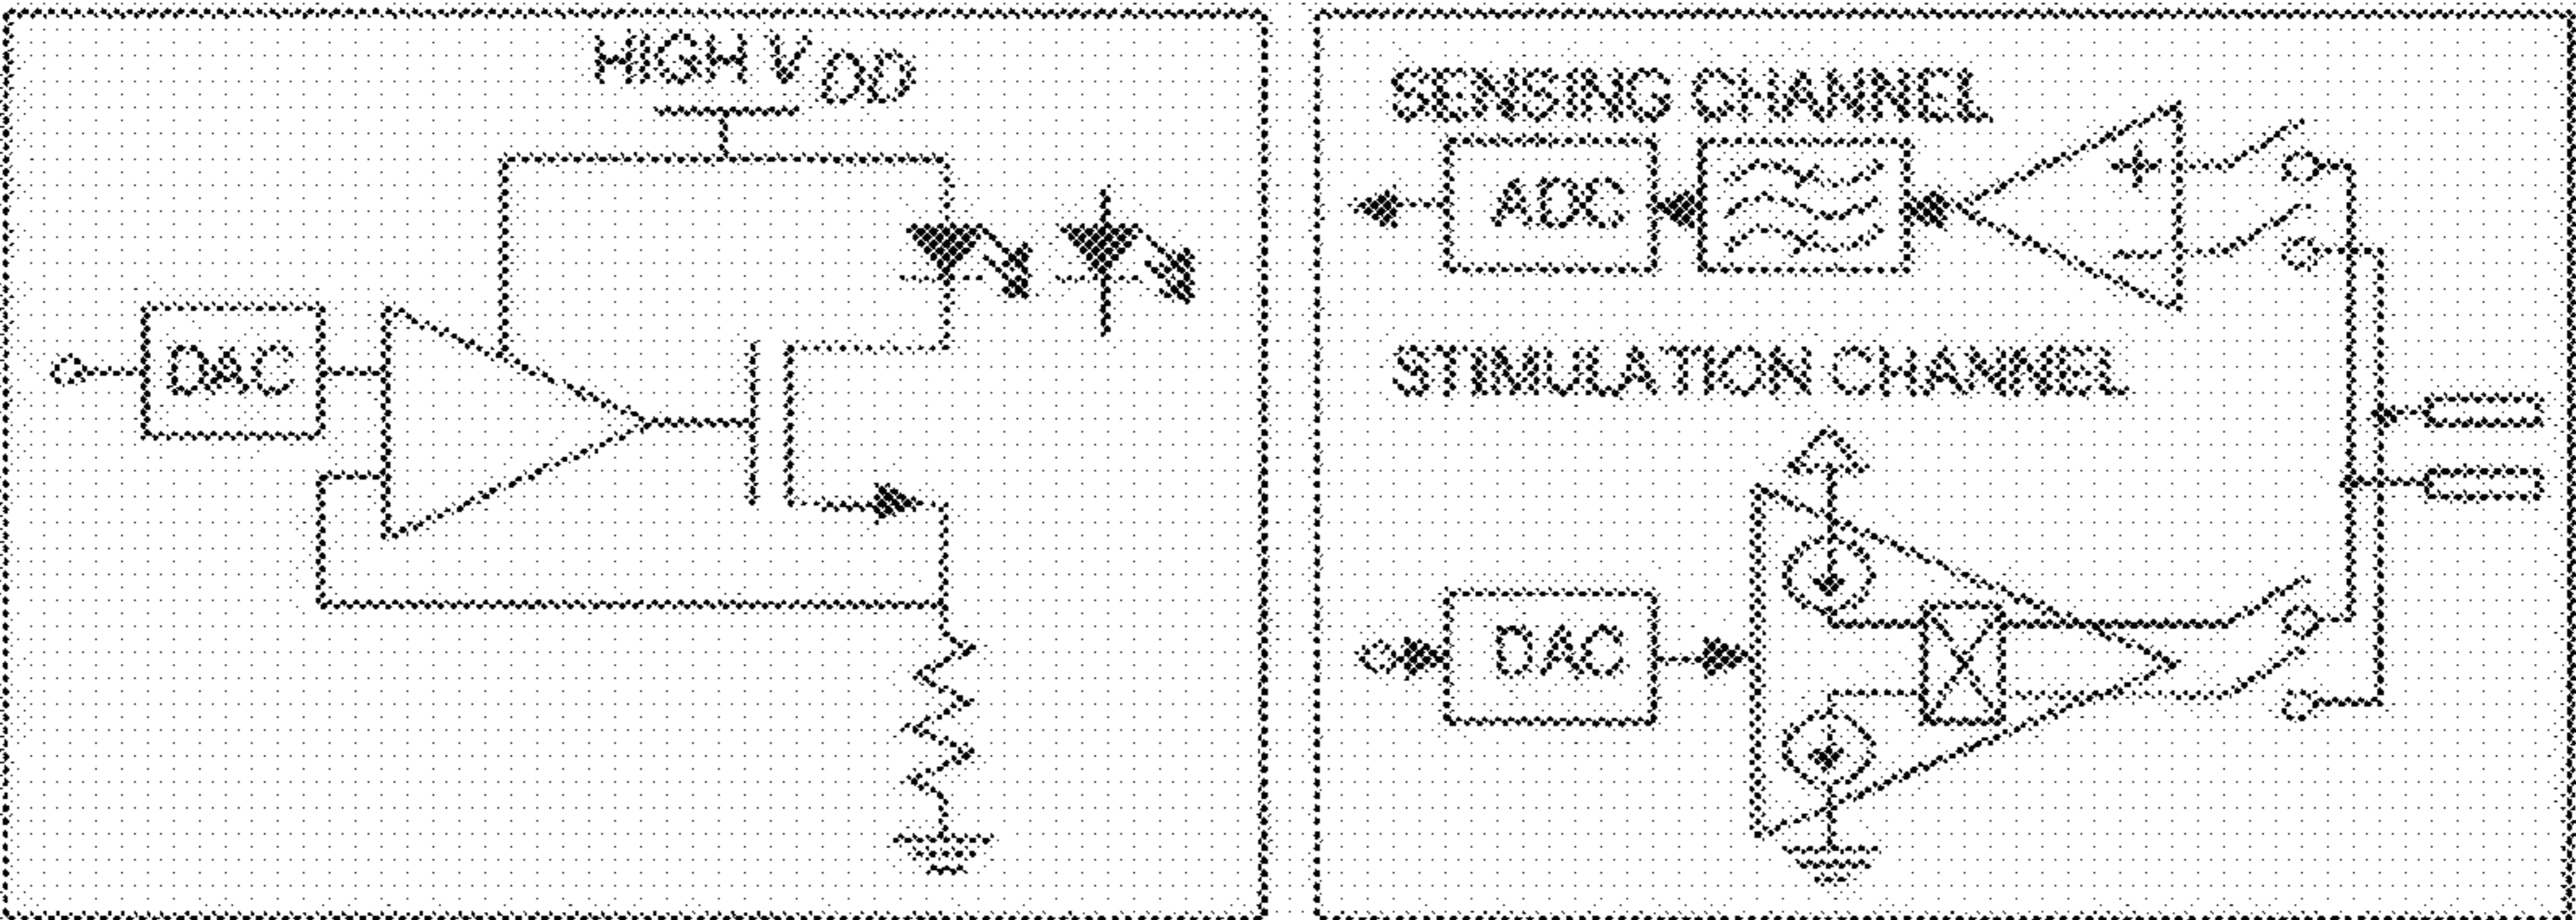 HIGH VDD
DAC
SENSING CHANNEL
ADC
+
−
STIMULATION CHANNEL
DAC